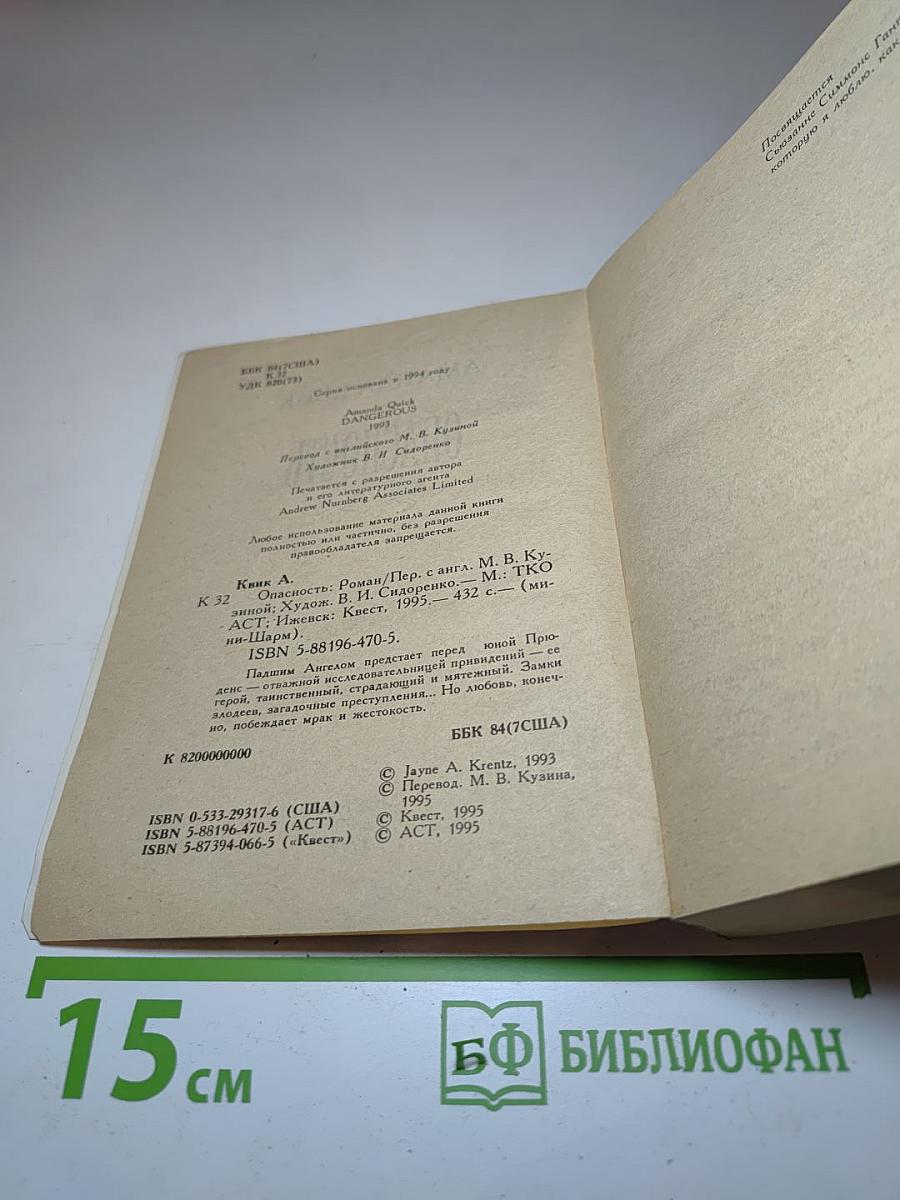 ББК 84(7США)
К 32
УДК 820(73)
Серия основана в 1994 году
Amanda Quick
DANGEROUS
1993
Перевод с английского М. В. Кузиной
Художник В. И Сидоренко
Печатается с разрешения автора
и его литературного агента
Andrew Nurnberg Associates Limited
Любое использование материала данной книги
полностью или частично, без разрешения
правообладателя запрещается.
Квик А.
К 32 Опасность: Роман/Пер. с англ. М. В. Ку-
зиной; Худож. В. И. Сидоренко.— М.: ТКО
АСТ; Ижевск: Квест, 1995.— 432 с.— (ми-
ни-Шарм).
ISBN 5-88196-470-5.
Падшим Ангелом предстает перед юной Прю-
денс — отважной исследовательницей привидений — ее
герой, таинственный, страдающий и мятежный. Замки
злодеев, загадочные преступления... Но любовь, конеч-
но, побеждает мрак и жестокость.
К 8200000000
ББК 84(7США)
ISBN 0-533-29317-6 (США)
ISBN 5-88196-470-5 (АСТ)
ISBN 5-87394-066-5 («Квест»)
© Jayne A. Krentz, 1993
© Перевод. М. В. Кузина,
1995
© Квест, 1995
© АСТ, 1995
Посвящается
Сьюзанне Симмонс
которую я люблю, как
15 см
БФ БИБЛИОФАН